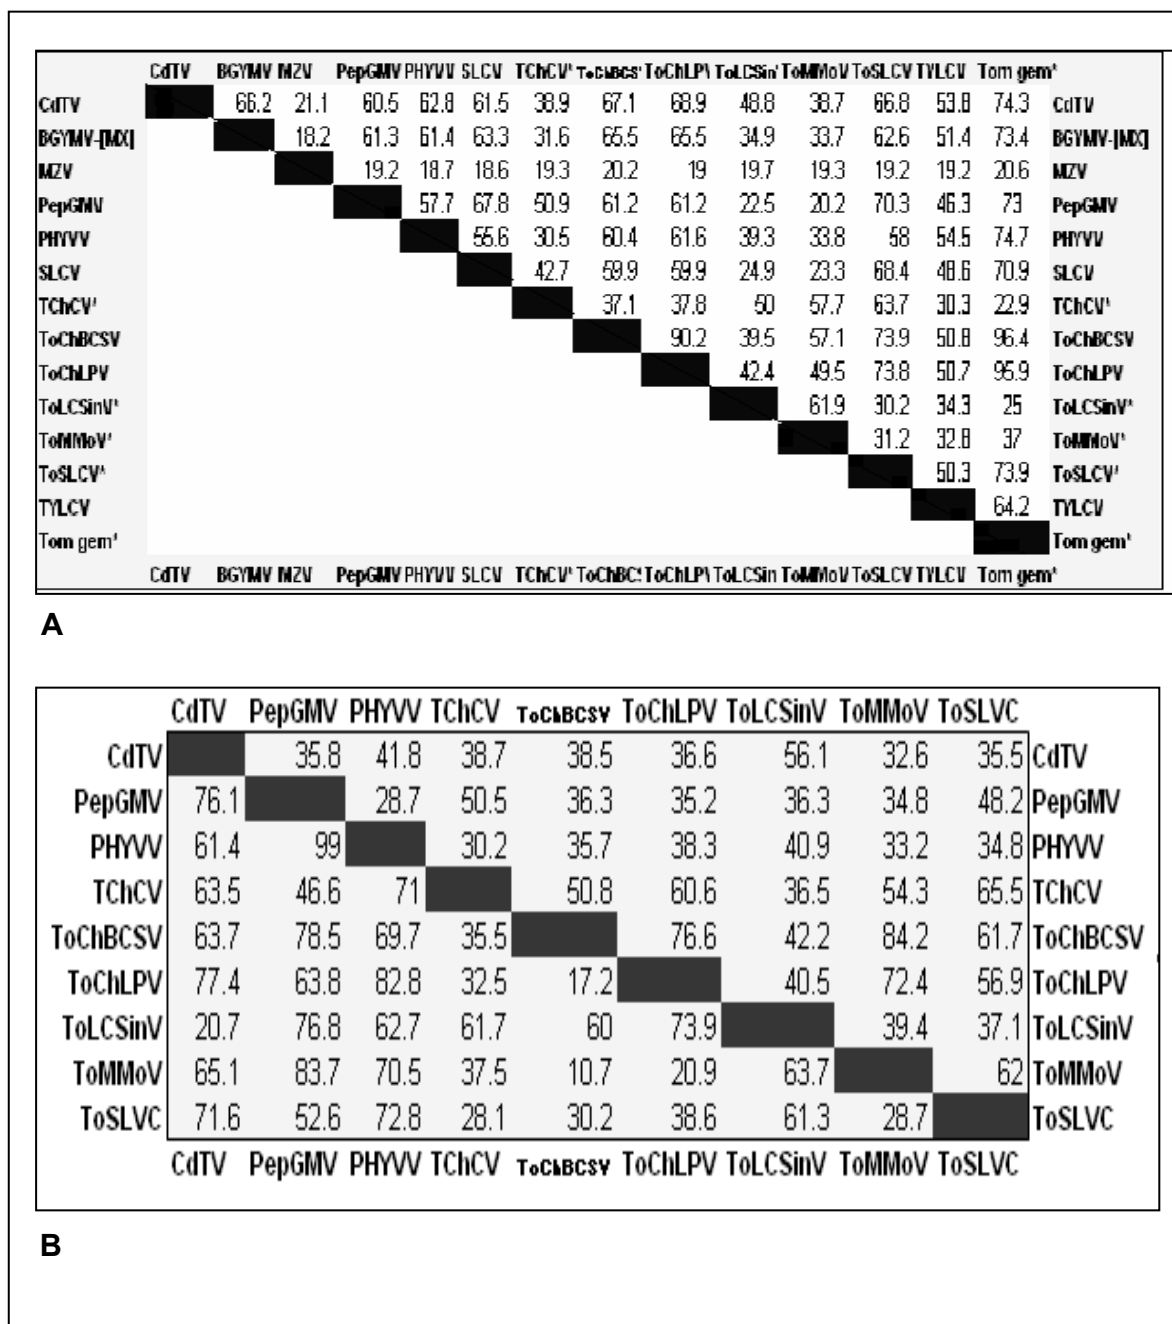 CdTV BGYMV MZV PepGMV PHYVV SLCV TChCV* ToChBCS' ToChLPV ToLCSin' ToMMoV ToSLCV TYLCV Tom gem*
CdTV 66.2 21.1 60.5 62.8 61.5 38.9 67.1 68.9 48.8 38.7 66.8 53.8 74.3 CdTV
BGYMV-[MX] 18.2 61.3 61.4 63.3 31.6 65.5 65.5 34.9 33.7 62.6 51.4 73.4 BGYMV-[MX]
MZV 19.2 18.7 18.6 19.3 20.2 19 19.7 19.3 19.2 19.2 20.6 MZV
PepGMV 57.7 67.8 50.9 61.2 61.2 22.5 20.2 70.3 46.3 73 PepGMV
PHYVV 55.6 30.5 60.4 61.6 39.3 33.8 58 54.5 74.7 PHYVV
SLCV 42.7 59.9 59.9 24.9 23.3 68.4 48.6 70.9 SLCV
TChCV* 37.1 37.8 50 57.7 63.7 30.3 22.9 TChCV*
ToChBCSV 90.2 39.5 57.1 73.9 50.8 96.4 ToChBCSV
ToChLPV 42.4 49.5 73.8 50.7 95.9 ToChLPV
ToLCSinV* 61.9 30.2 34.3 25 ToLCSinV*
ToMMoV* 31.2 32.8 37 ToMMoV*
ToSLCV* 50.3 73.9 ToSLCV*
TYLCV 64.2 TYLCV
Tom gem* Tom gem*
CdTV BGYMV MZV PepGMV PHYVV SLCV TChCV* ToChBC: ToChLP\ ToLCSin ToMMoV ToSLCV TYLCV Tom gem*
A
CdTV PepGMV PHYVV TChCV ToChBCSV ToChLPV ToLCSinV ToMMoV ToSLVC
CdTV 35.8 41.8 38.7 38.5 36.6 56.1 32.6 35.5 CdTV
PepGMV 76.1 28.7 50.5 36.3 35.2 36.3 34.8 48.2 PepGMV
PHYVV 61.4 99 30.2 35.7 38.3 40.9 33.2 34.8 PHYVV
TChCV 63.5 46.6 71 50.8 60.6 36.5 54.3 65.5 TChCV
ToChBCSV 63.7 78.5 69.7 35.5 76.6 42.2 84.2 61.7 ToChBCSV
ToChLPV 77.4 63.8 82.8 32.5 17.2 40.5 72.4 56.9 ToChLPV
ToLCSinV 20.7 76.8 62.7 61.7 60 73.9 39.4 37.1 ToLCSinV
ToMMoV 65.1 83.7 70.5 37.5 10.7 20.9 63.7 62 ToMMoV
ToSLVC 71.6 52.6 72.8 28.1 30.2 38.6 61.3 28.7 ToSLVC
CdTV PepGMV PHYVV TChCV ToChBCSV ToChLPV ToLCSinV ToMMoV ToSLVC
B